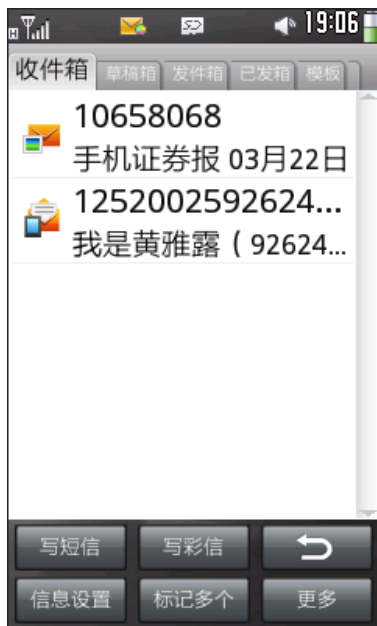 19:06
收件箱 草稿箱 发件箱 已发箱 模板
10658068
手机证券报 03月22日
1252002592624...
我是黄雅露 ( 92624...
写短信 写彩信
信息设置 标记多个 更多